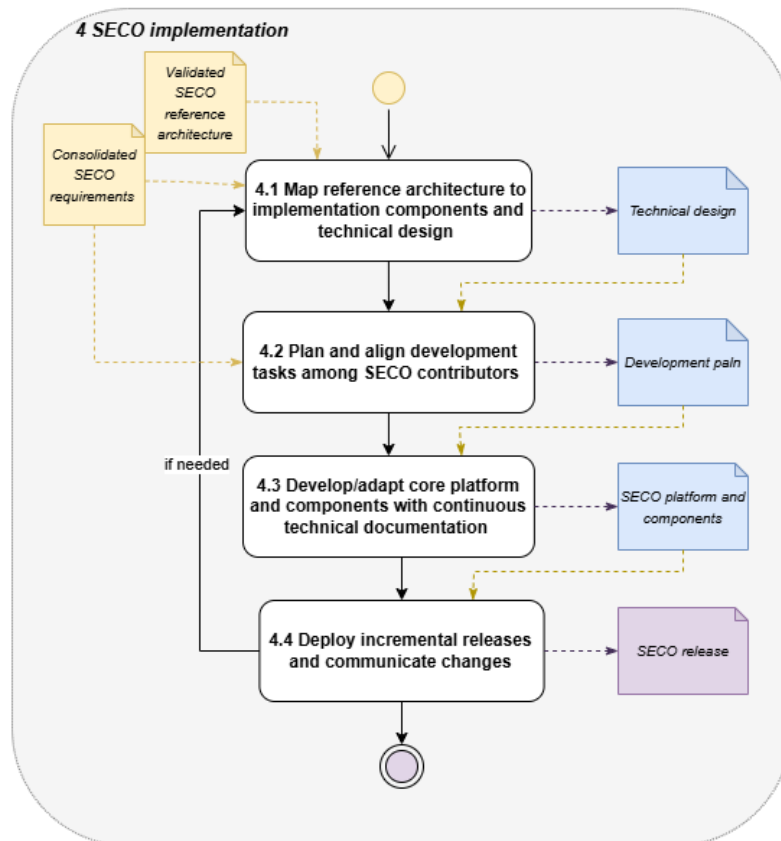 4 SECO implementation
Validated
SECO
reference
architecture
Consolidated
SECO
requirements
4.1 Map reference architecture to
implementation components and
technical design
Technical design
4.2 Plan and align development
tasks among SECO contributors
Development paln
if needed
4.3 Develop/adapt core platform
and components with continuous
technical documentation
SECO platform and
components
4.4 Deploy incremental releases
and communicate changes
SECO release